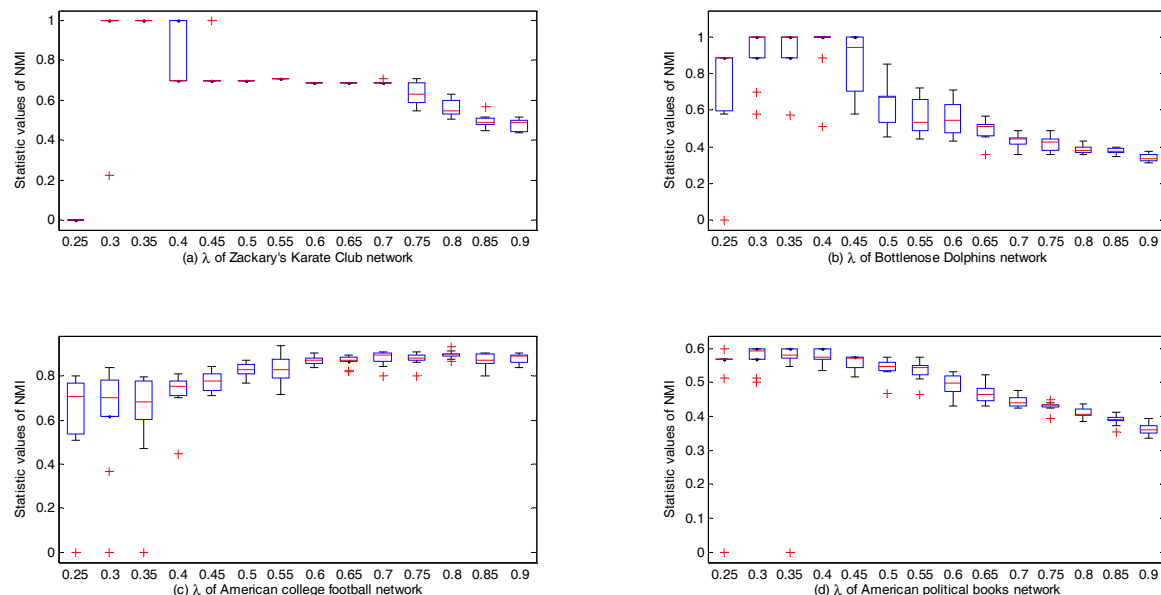 Statistic values of NMI
1
0.8
0.6
0.4
0.2
0
0.25 0.3 0.35 0.4 0.45 0.5 0.55 0.6 0.65 0.7 0.75 0.8 0.85 0.9
(a) λ of Zackary's Karate Club network
Statistic values of NMI
1
0.8
0.6
0.4
0.2
0
0.25 0.3 0.35 0.4 0.45 0.5 0.55 0.6 0.65 0.7 0.75 0.8 0.85 0.9
(b) λ of Bottlenose Dolphins network
Statistic values of NMI
0.8
0.6
0.4
0.2
0
0.25 0.3 0.35 0.4 0.45 0.5 0.55 0.6 0.65 0.7 0.75 0.8 0.85 0.9
(c) λ of American college football network
Statistic values of NMI
0.6
0.5
0.4
0.3
0.2
0.1
0
0.25 0.3 0.35 0.4 0.45 0.5 0.55 0.6 0.65 0.7 0.75 0.8 0.85 0.9
(d) λ of American political books network